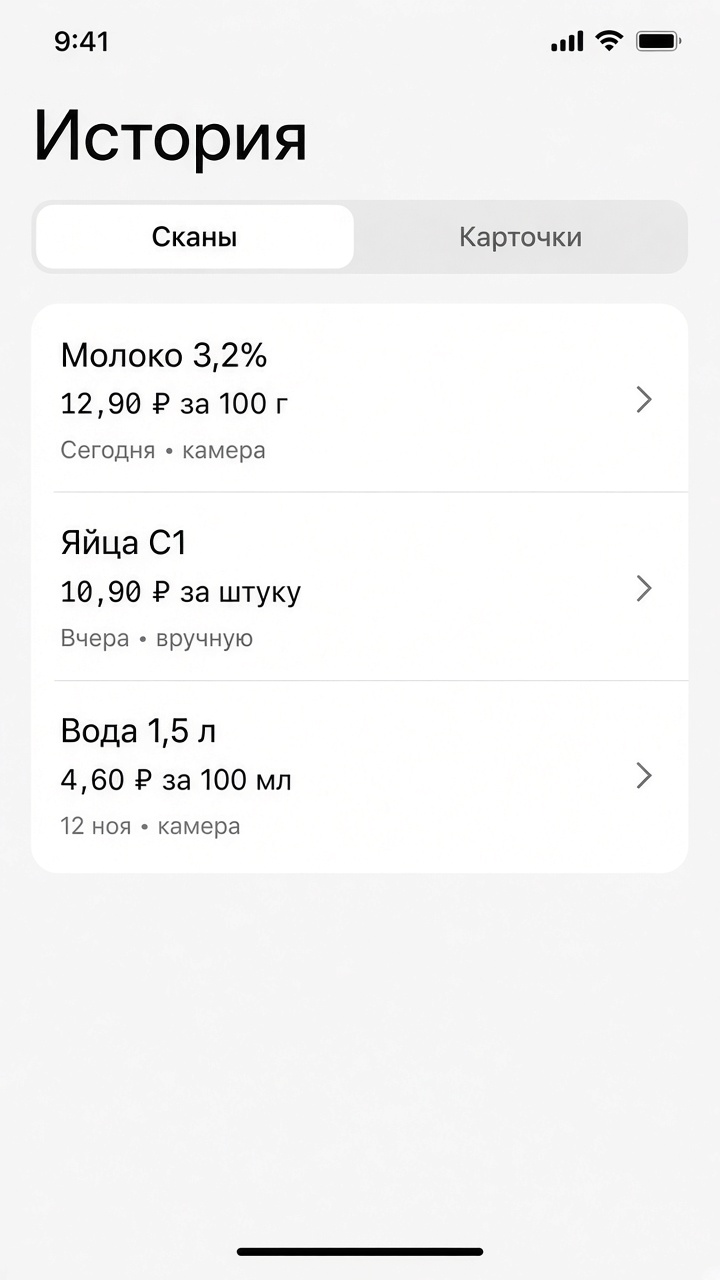 9:41
История
Сканы
Карточки
Молоко 3,2%
12,90 ₽ за 100 г
Сегодня • камера
Яйца С1
10,90 ₽ за штуку
Вчера • вручную
Вода 1,5 л
4,60 ₽ за 100 мл
12 ноя • камера